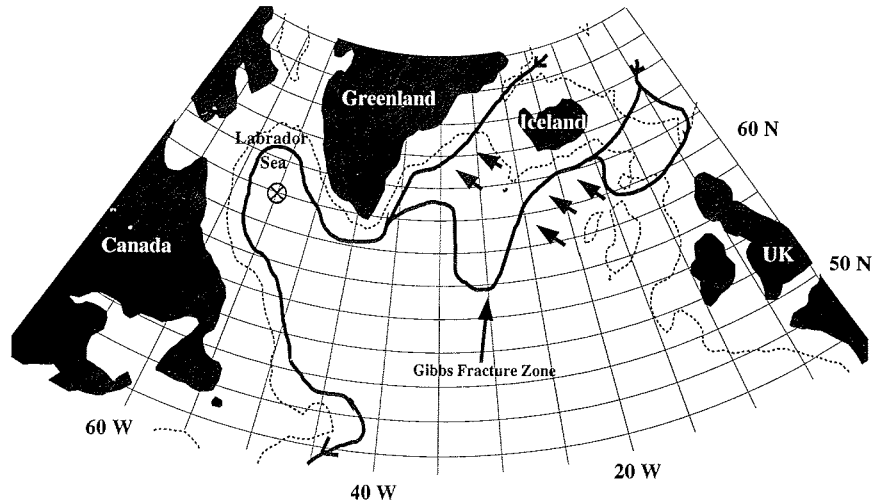 Greenland
Iceland
Labrador
Sea
60 N
Canada
UK
50 N
Gibbs Fracture Zone
60 W
40 W
20 W